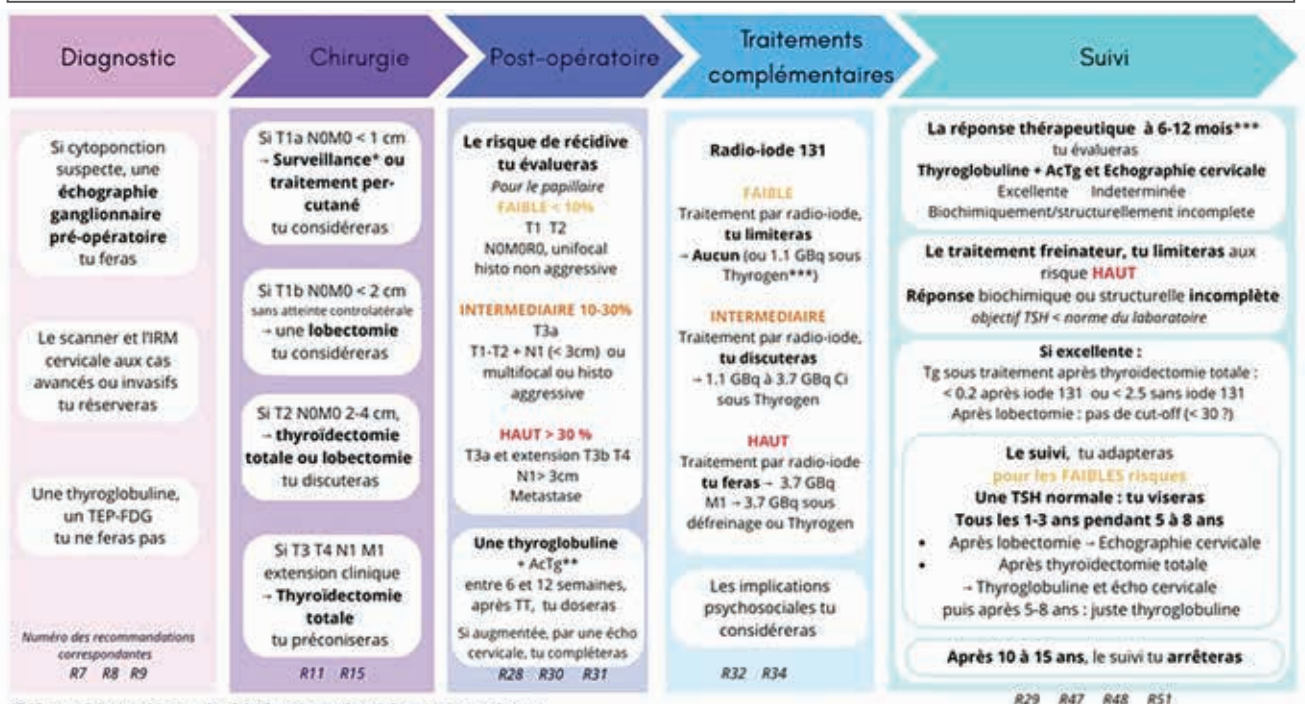 Diagnostic
Chirurgie
Post-opératoire
Traitements
complémentaires
Suivi
Si cytoponction
suspecte, une
échographie
ganglionnaire
pré-opératoire
tu feras
Le scanner et l'IRM
cervicale aux cas
avancés ou invasifs
tu réserveras
Une thyroglobuline,
un TEP-FDG
tu ne feras pas
Numéro des recommandations
correspondantes
R7 R8 R9
Si T1a N0M0 < 1 cm
→ Surveillance* ou
traitement per-
cutané
tu considéreras
Si T1b N0M0 < 2 cm
sans atteinte controlatérale
→ une lobectomie
tu considéreras
Si T2 N0M0 2-4 cm,
→ thyroïdectomie
totale ou lobectomie
tu discuteras
Si T3 T4 N1 M1
extension clinique
→ Thyroïdectomie
totale
tu préconiseras
R11 R15
Le risque de récidive
tu évalueras
Pour le papillaire
FAIBLE < 10%
T1 T2
N0M0R0, unifocal
histo non aggressive
INTERMEDIAIRE 10-30%
T3a
T1-T2 + N1 (< 3cm) ou
multifocal ou histo
aggressive
HAUT > 30 %
T3a et extension T3b T4
N1> 3cm
Metastase
Une thyroglobuline
+ AcTg**
entre 6 et 12 semaines,
après TT, tu doseras
Si augmentée, par une écho
cervicale, tu compléteras
R28 R30 R31
Radio-iode 131
FAIBLE
Traitement par radio-iode,
tu limiteras
→ Aucun (ou 1.1 GBq sous
Thyrogen***)
INTERMEDIAIRE
Traitement par radio-iode,
tu discuteras
→ 1.1 GBq à 3.7 GBq Ci
sous Thyrogen
HAUT
Traitement par radio-iode
tu feras → 3.7 GBq
M1 → 3.7 GBq sous
défreinage ou Thyrogen
Les implications
psychosociales tu
considéreras
R32 R34
La réponse thérapeutique à 6-12 mois***
tu évalueras
Thyroglobuline + AcTg et Echographie cervicale
Excellente Indeterminée
Biochimiquement/structurellement incomplete
Le traitement freinateur, tu limiteras aux
risque HAUT
Réponse biochimique ou structurelle incomplète
objectif TSH < norme du laboratoire
Si excellente :
Tg sous traitement après thyroidectomie totale :
< 0.2 après iode 131 ou < 2.5 sans iode 131
Après lobectomie : pas de cut-off (< 30 ?)
Le suivi, tu adapteras
pour les FAIBLES risques
Une TSH normale : tu viseras
Tous les 1-3 ans pendant 5 à 8 ans
• Après lobectomie → Echographie cervicale
• Après thyroïdectomie totale
→ Thyroglobuline et écho cervicale
puis après 5-8 ans : juste thyroglobuline
Après 10 à 15 ans, le suivi tu arrêteras
R29 R47 R48 R51